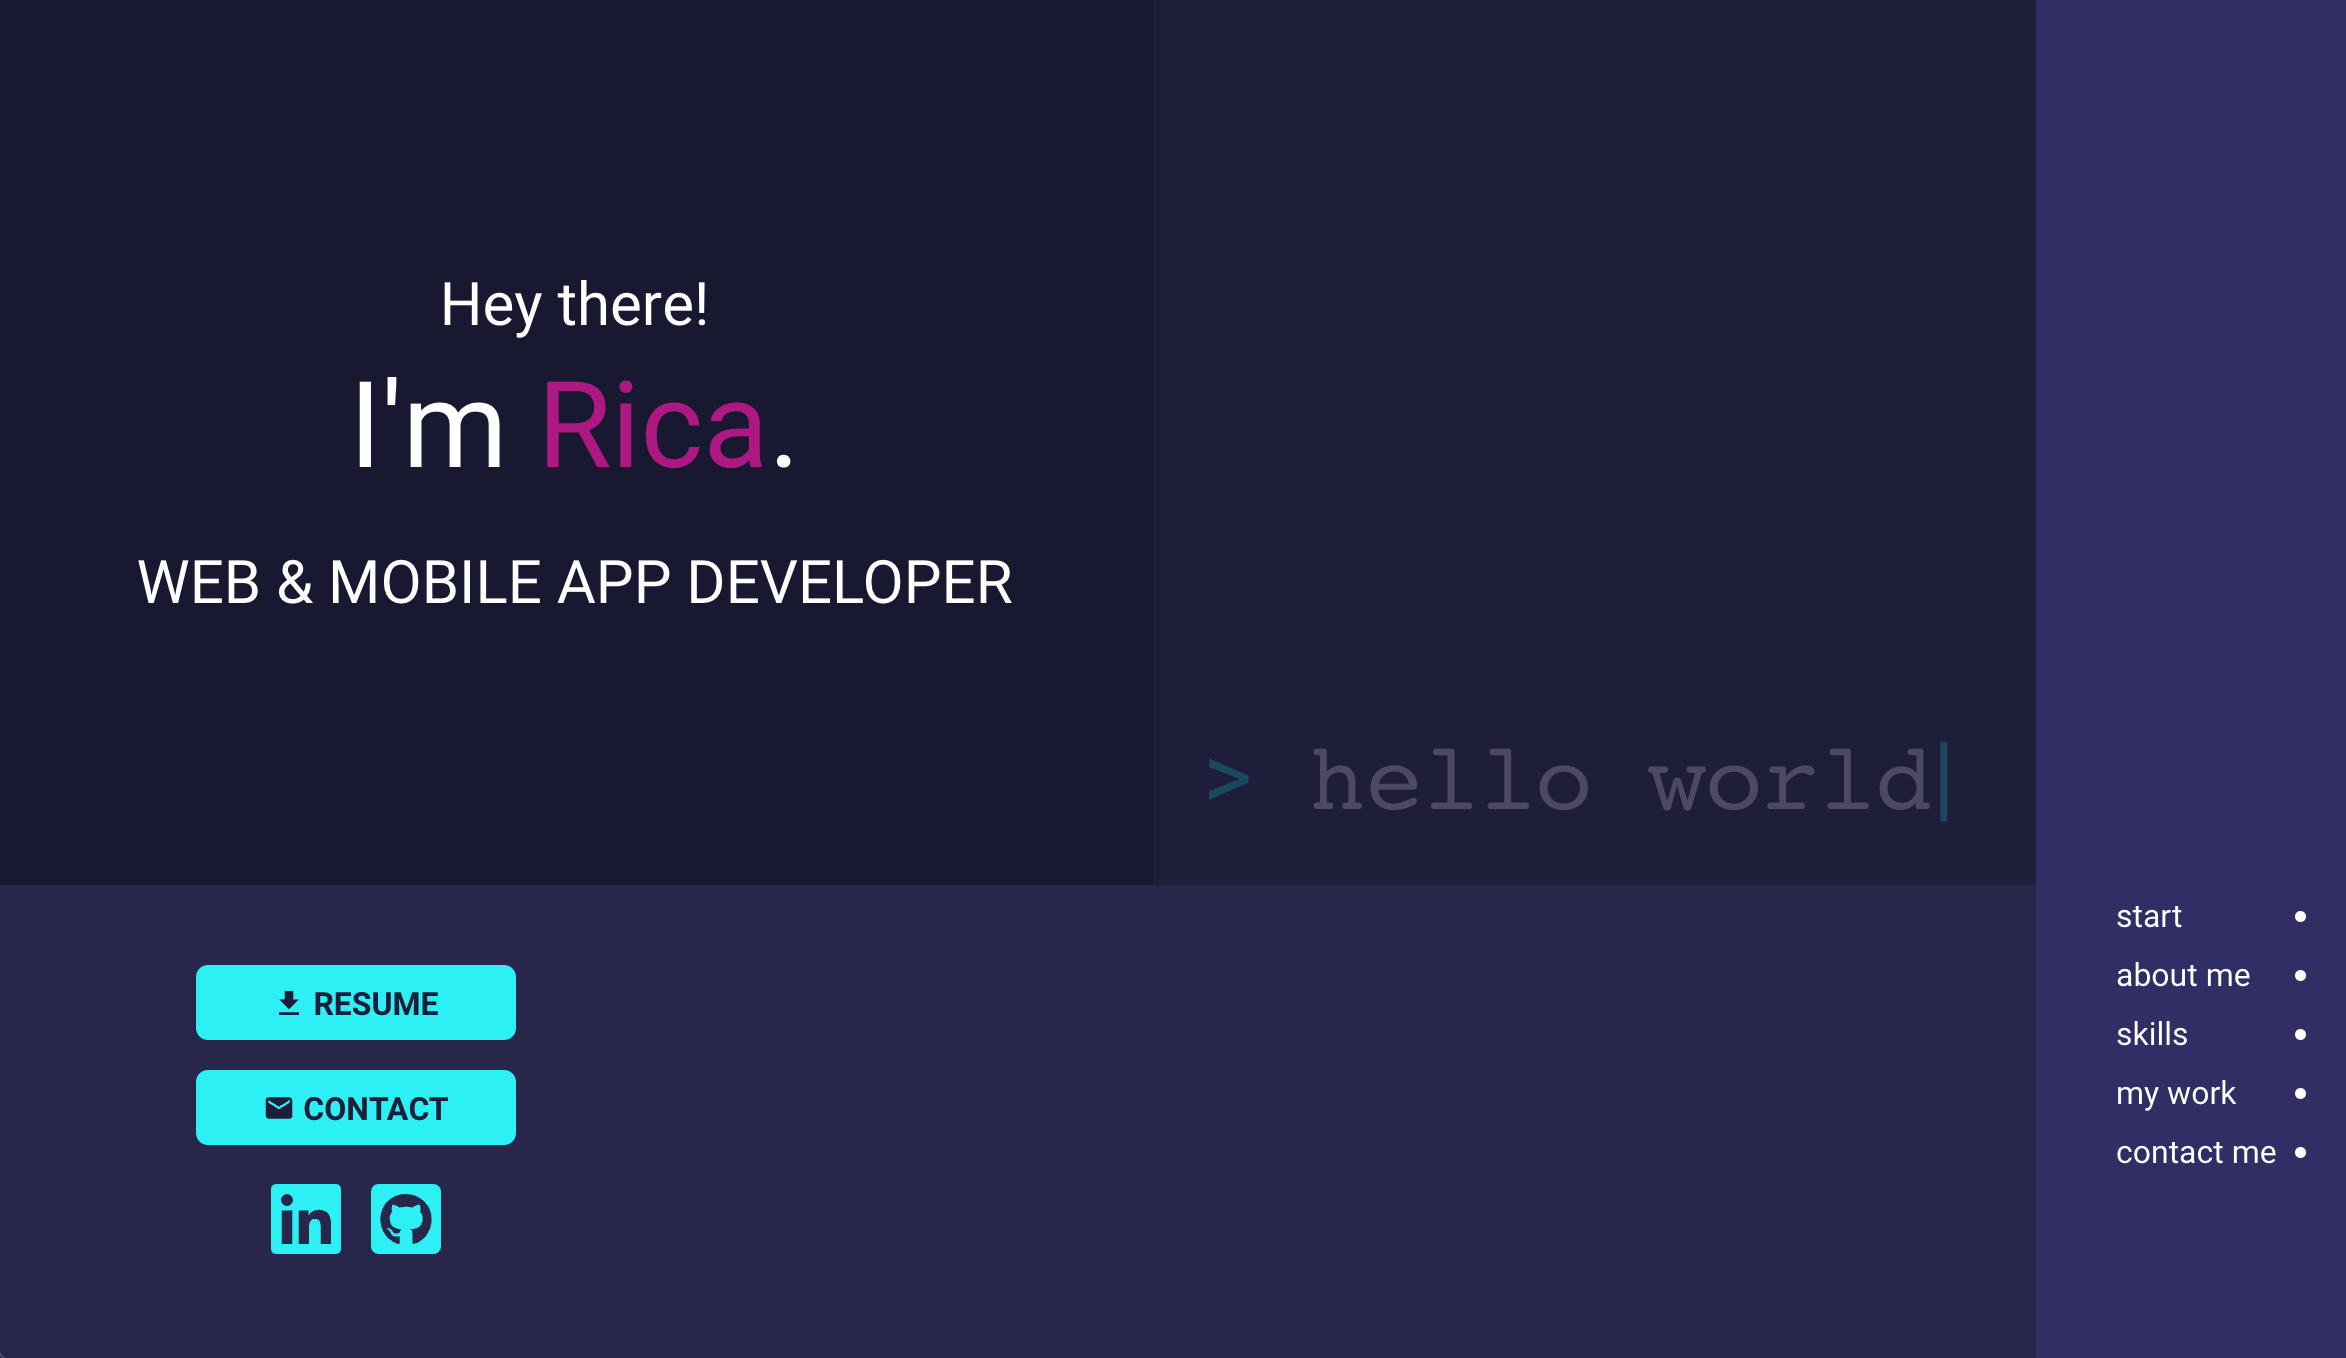 Hey there!
I'm Rica.
WEB & MOBILE APP DEVELOPER
> hello world
RESUME
CONTACT
in
start
about me
skills
my work
contact me